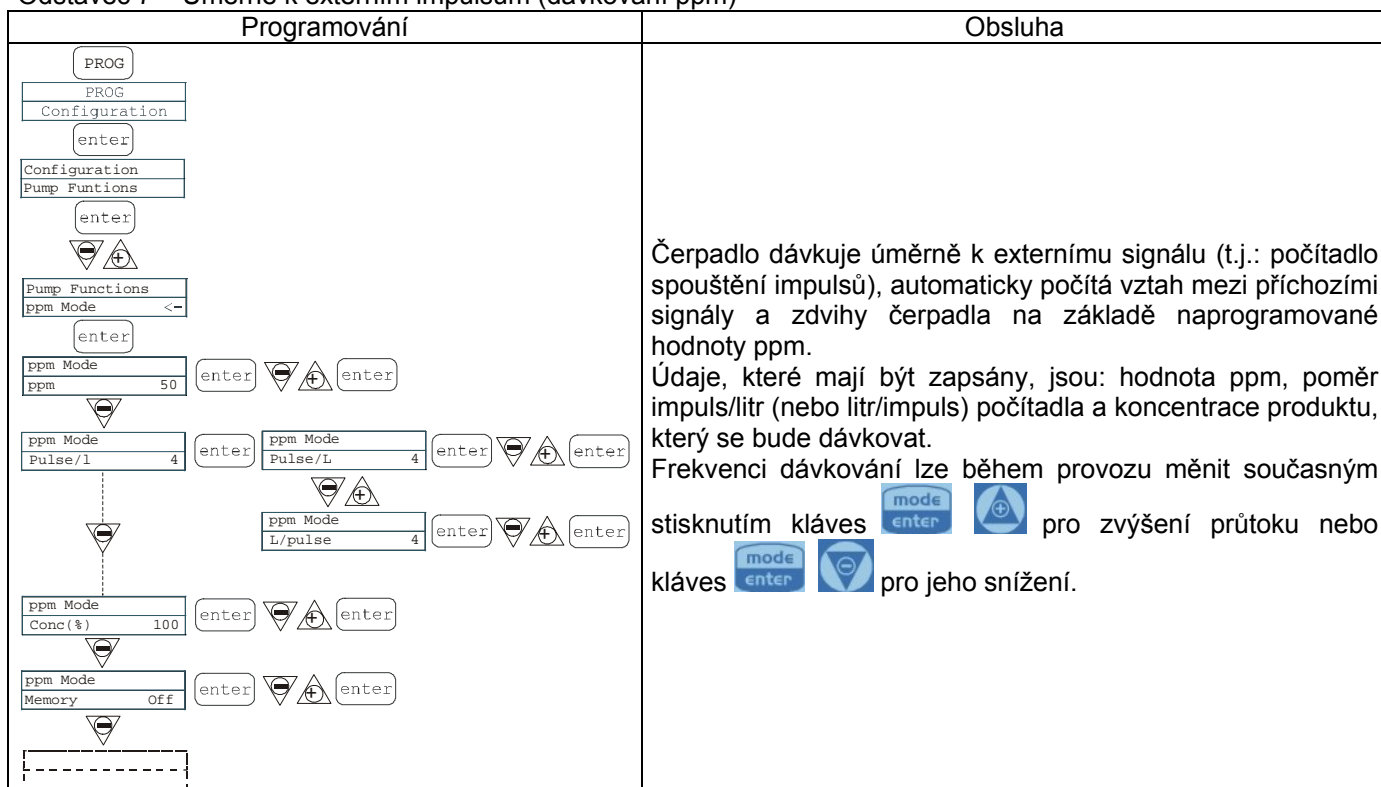 Odstavec 7 – Úměrně k externím impulsům (dávkování ppm)
Programování
Obsluha
PROG
PROG
Configuration
enter
Configuration
Pump Funtions
enter
Pump Functions
ppm Mode <-
enter
ppm Mode
ppm 50
enter enter
ppm Mode
Pulse/l 4
enter
ppm Mode
Pulse/L 4
enter enter
ppm Mode
L/pulse 4
enter enter
ppm Mode
Conc(%) 100
enter enter
ppm Mode
Memory Off
enter enter
Čerpadlo dávkuje úměrně k externímu signálu (t.j.: počítadlo
spouštění impulsů), automaticky počítá vztah mezi příchozími
signály a zdvihy čerpadla na základě naprogramované
hodnoty ppm.
Údaje, které mají být zapsány, jsou: hodnota ppm, poměr
impuls/litr (nebo litr/impuls) počítadla a koncentrace produktu,
který se bude dávkovat.
Frekvenci dávkování lze během provozu měnit současným
stisknutím kláves mode enter pro zvýšení průtoku nebo
kláves mode enter pro jeho snížení.